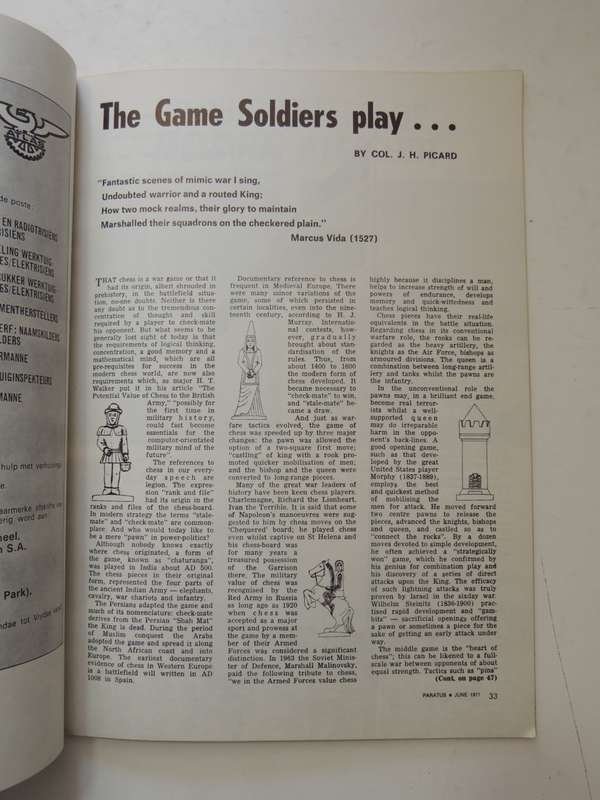 ATLAS
de poste
EN RADIOTRISIENS
TRISIENS
LING WERKTUIG-
ES/ELEKTRISIENS
UKKER WERKTUIG-
GES/ELEKTRISIENS
MENTHERSTELLERS
ERF: NAAMSKILDERS
LDERS
ERMANNE
UIGINSPEKTEURS
MANNE
hulp met verhuising
e.
aarmerke afskrifte
erig word aan:
neel.
n S.A.
Park).
ndae tot Vrydae vanaf
The Game Soldiers play . . .
BY COL. J. H. PICARD
"Fantastic scenes of mimic war I sing,
Undoubted warrior and a routed King;
How two mock realms, their glory to maintain
Marshalled their squadrons on the checkered plain."
Marcus Vida (1527)
THAT chess is a war game or that it
had its origin, albeit shrouded in
prehistory, in the battlefield situa-
tion, no-one doubts. Neither is there
any doubt as to the tremendous con-
centration of thought and skill
required by a player to check-mate
his opponent. But what seems to be
generally lost sight of today is that
the requirements of logical thinking,
concentration, a good memory and a
mathematical mind, which are all
pre-requisites for success in the
modern chess world, are now also
requirements which, as major H. T.
Walker put it in his article "The
Potential Value of Chess to the British
Army," "possibly for
the first time in
military history,
could fast become
essentials for the
computer-orientated
military mind of the
future".
The references to
chess in our every-
day speech are
legion. The expres-
sion "rank and file"
had its origin in the
ranks and files of the chess-board.
In modern strategy the terms "stale-
mate" and "check-mate" are common-
place. And who would today like to
be a mere "pawn" in power-politics?
Although nobody knows exactly
where chess originated, a form of
the game, known as "chaturanga",
was played in India about AD 500.
The chess pieces in their original
form, represented the four parts of
the ancient Indian Army — elephants,
cavalry, war chariots and infantry.
The Persians adapted the game and
much of its nomenclature: check-mate
derives from the Persian "Shah Mat"
the King is dead. During the period
of Muslim conquest the Arabs
adopted the game and spread it along
the North African coast and into
Europe. The earliest documentary
evidence of chess in Western Europe
is a battlefield will written in AD
1008 in Spain.
Documentary reference to chess is
frequent in Medieval Europe. There
were many minor variations of the
game, some of which persisted in
certain localities, even into the nine-
teenth century, according to H. J.
Murray. Internatio-
nal contests, how-
ever, gradually
brought about stan-
dardisation of the
rules. Thus, from
about 1400 to 1600
the modern form of
chess developed. It
became necessary to
"check-mate" to win,
and "stale-mate" be-
came a draw.
And just as war-
fare tactics evolved, the game of
chess was speeded up by three major
changes: the pawn was allowed the
option of a two-square first move;
"castling" of king with a rook pro-
moted quicker mobilisation of men;
and the bishop and the queen were
converted to long-range pieces.
Many of the great war leaders of
history have been keen chess players.
Charlemagne, Richard the Lionheart,
Ivan the Terrible. It is said that some
of Napoleon's manoeuvres were sug-
gested to him by chess moves on the
'Chequered' board; he played chess
even whilst captive on St Helena and
his chess-board was
for many years a
treasured possession
of the Garrison
there. The military
value of chess was
recognised by the
Red Army in Russia
as long ago as 1920
when chess was
accepted as a major
sport and prowess at
the game by a mem-
ber of their Armed
Forces was considered a significant
distinction. In 1963 the Soviet Minis-
ter of Defence, Marshall Malinovsky,
paid the following tribute to chess,
"we in the Armed Forces value chess
highly because it disciplines a man,
helps to increase strength of will and
powers of endurance, develops
memory and quick-wittedness and
teaches logical thinking.
Chess pieces have their real-life
equivalents in the battle situation.
Regarding chess in its conventional
warfare role, the rooks can be re-
garded as the heavy artillery, the
knights as the Air Force, bishops as
armoured divisions. The queen is a
combination between long-range artil-
lery and tanks whilst the pawns are
the infantry.
In the unconventional role the
pawns may, in a brilliant end game,
become real terror-
ists whilst a well-
supported queen
may do irreparable
harm in the oppo-
nent's back-lines. A
good opening game,
such as that deve-
loped by the great
United states player
Morphy (1837-1889),
employs the best
and quickest method
of mobilising the
men for attack. He moved forward
two centre pawns to release the
pieces, advanced the knights, bishops
and queen, and castled so as to
"connect the rooks". By a dozen
moves devoted to simple development,
he often achieved a "strategically
won" game, which he confirmed by
his genius for combination play and
his discovery of a series of direct
attacks upon the King. The efficacy
of such lightning attacks was truly
proven by Israel in the sixday war.
Wilhelm Steinits (1836-1900) prac-
tised rapid development and "gam-
bits" — sacrificial openings offering
a pawn or sometimes a piece for the
sake of getting an early attack under
way.
The middle game is the "heart of
chess"; this can be likened to a full-
scale war between opponents of about
equal strength. Tactics such as "pins"
(Cont. on page 47)
PARATUS ● JUNE 1971 33